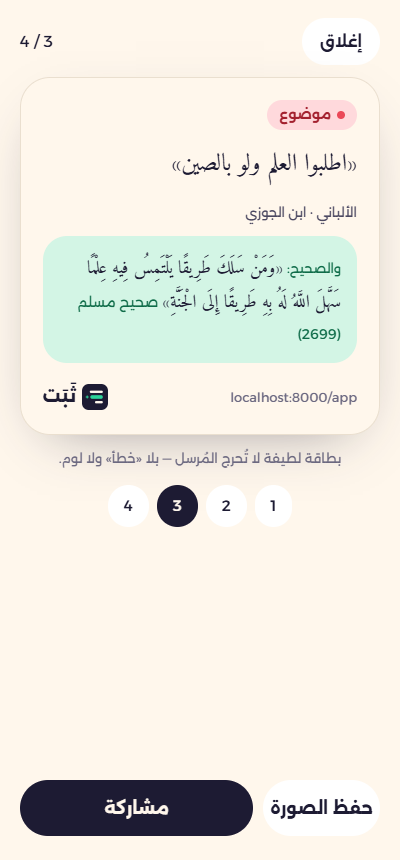 إغلاق
4 / 3
موضوع
«اطلبوا العلم ولو بالصين»
الألباني · ابن الجوزي
والصحيح: «وَمَنْ سَلَكَ طَرِيقًا يَلْتَمِسُ فِيهِ عِلْمًا
سَهَّلَ اللَّهُ لَهُ بِهِ طَرِيقًا إِلَى الْجَنَّةِ» صحيح مسلم
(2699)
ثَبَت
localhost:8000/app
بطاقة لطيفة لا تُحرج المُرسل — بلا «خطأ» ولا لوم.
1
2
3
4
حفظ الصورة
مشاركة